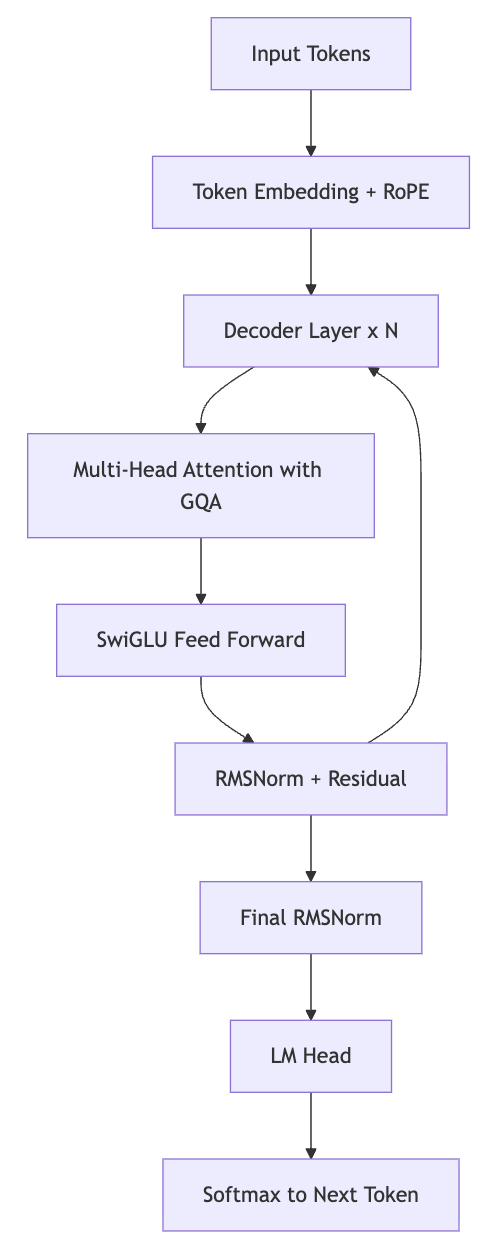 Input Tokens
Token Embedding + RoPE
Decoder Layer x N
Multi-Head Attention with
GQA
SwiGLU Feed Forward
RMSNorm + Residual
Final RMSNorm
LM Head
Softmax to Next Token